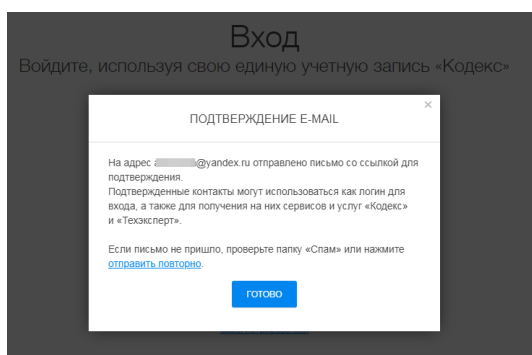 Вход
Войдите, используя свою единую учетную запись «Кодекс»
×
ПОДТВЕРЖДЕНИЕ E-MAIL
На адрес @yandex.ru отправлено письмо со ссылкой для
подтверждения.
Подтвержденные контакты могут использоваться как логин для
входа, а также для получения на них сервисов и услуг «Кодекс»
и «Техэксперт».
Если письмо не пришло, проверьте папку «Спам» или нажмите
отправить повторно.
ГОТОВО